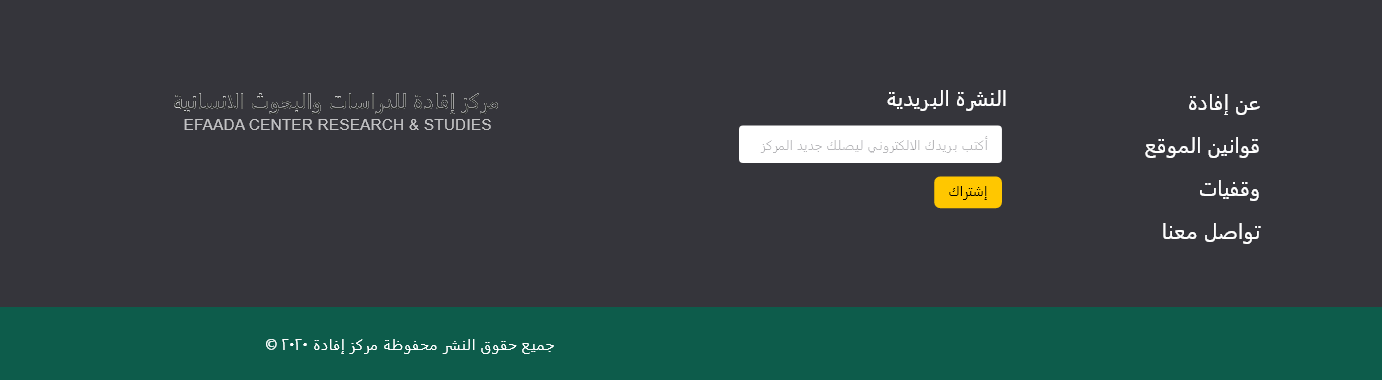 عن إفادة
قوانين الموقع
وقفيات
تواصل معنا
النشرة البريدية
أكتب بريدك الالكتروني ليصلك جديد المركز
إشتراك
مركز إفادة للدراسات والبحوث الانسانية
EFAADA CENTER RESEARCH & STUDIES
جميع حقوق النشر محفوظة مركز إفادة ٢٠٢٠ ©